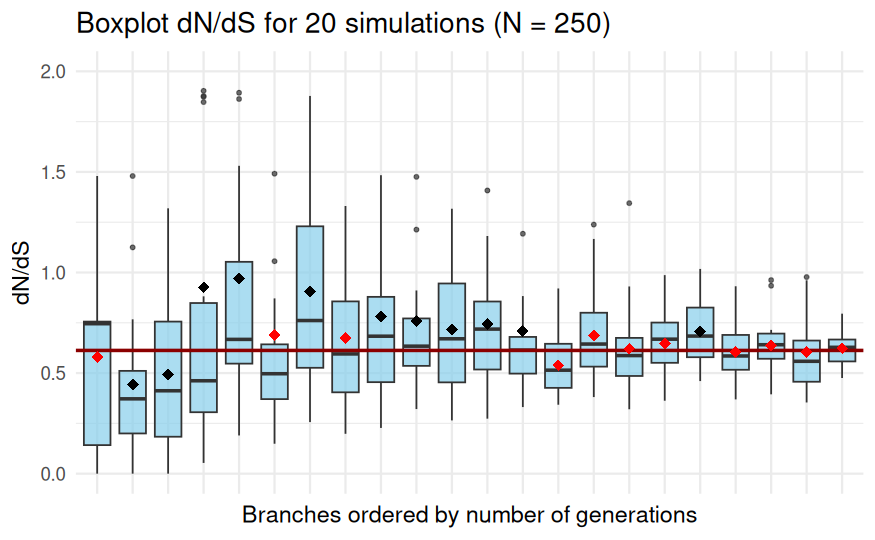 Boxplot dN/dS for 20 simulations (N = 250)
2.0
1.5
1.0
0.5
0.0
dN/dS
Branches ordered by number of generations